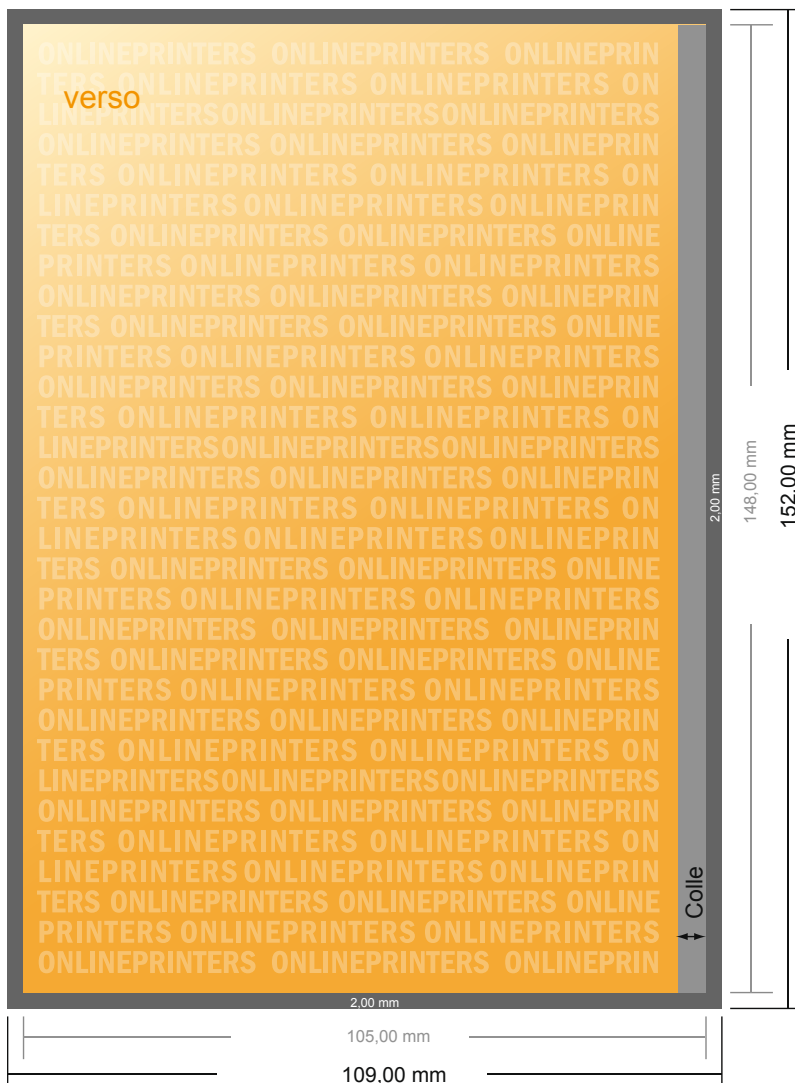 ONLINEPRINTERS ONLINEPRINTERS ONLINEPRIN
TERS ONLINEPRINTERS ONLINEPRINTERS ON
verso
LINEPRINTERSONLINEPRINTERSONLINEPRINTERS
ONLINEPRINTERS ONLINEPRINTERS ONLINEPRIN
TERS ONLINEPRINTERS ONLINEPRINTERS ON
LINEPRINTERS ONLINEPRINTERS ONLINEPRIN
TERS ONLINEPRINTERS ONLINEPRINTERS ONLINE
PRINTERS ONLINEPRINTERS ONLINEPRINTERS
ONLINEPRINTERS ONLINEPRINTERS ONLINEPRIN
TERS ONLINEPRINTERS ONLINEPRINTERS ONLINE
PRINTERS ONLINEPRINTERS ONLINEPRINTERS
ONLINEPRINTERS ONLINEPRINTERS ONLINEPRIN
TERS ONLINEPRINTERS ONLINEPRINTERS ON
LINEPRINTERSONLINEPRINTERSONLINEPRINTERS
ONLINEPRINTERS ONLINEPRINTERS ONLINEPRIN
TERS ONLINEPRINTERS ONLINEPRINTERS ON
LINEPRINTERS ONLINEPRINTERS ONLINEPRIN
TERS ONLINEPRINTERS ONLINEPRINTERS ONLINE
PRINTERS ONLINEPRINTERS ONLINEPRINTERS
ONLINEPRINTERS ONLINEPRINTERS ONLINEPRIN
TERS ONLINEPRINTERS ONLINEPRINTERS ONLINE
PRINTERS ONLINEPRINTERS ONLINEPRINTERS
ONLINEPRINTERS ONLINEPRINTERS ONLINEPRIN
TERS ONLINEPRINTERS ONLINEPRINTERS ON
LINEPRINTERSONLINEPRINTERSONLINEPRINTERS
ONLINEPRINTERS ONLINEPRINTERS ONLINEPRIN
TERS ONLINEPRINTERS ONLINEPRINTERS ON
LINEPRINTERS ONLINEPRINTERS ONLINEPRIN
TERS ONLINEPRINTERS ONLINEPRINTERS ONLINE
PRINTERS ONLINEPRINTERS ONLINEPRINTERS
ONLINEPRINTERS ONLINEPRINTERS ONLINEPRIN
Colle
2,00 mm
148,00 mm
152,00 mm
2,00 mm
105,00 mm
109,00 mm